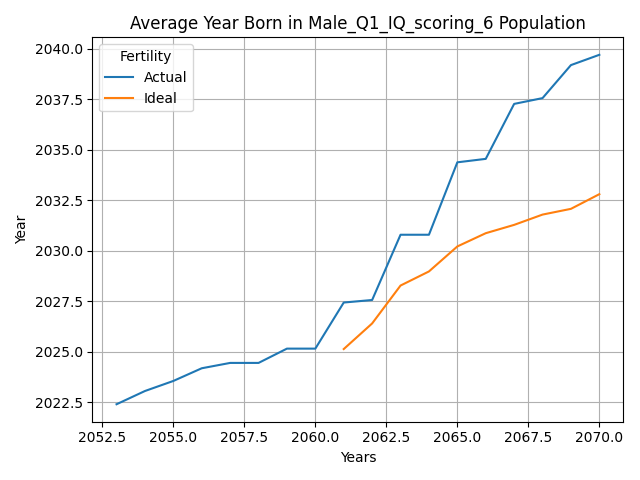 Average Year Born in Male_Q1_IQ_scoring_6 Population
2040.0
2037.5
2035.0
2032.5
2030.0
2027.5
2025.0
2022.5
Year
Fertility
Actual
Ideal
2052.5 2055.0 2057.5 2060.0 2062.5 2065.0 2067.5 2070.0
Years